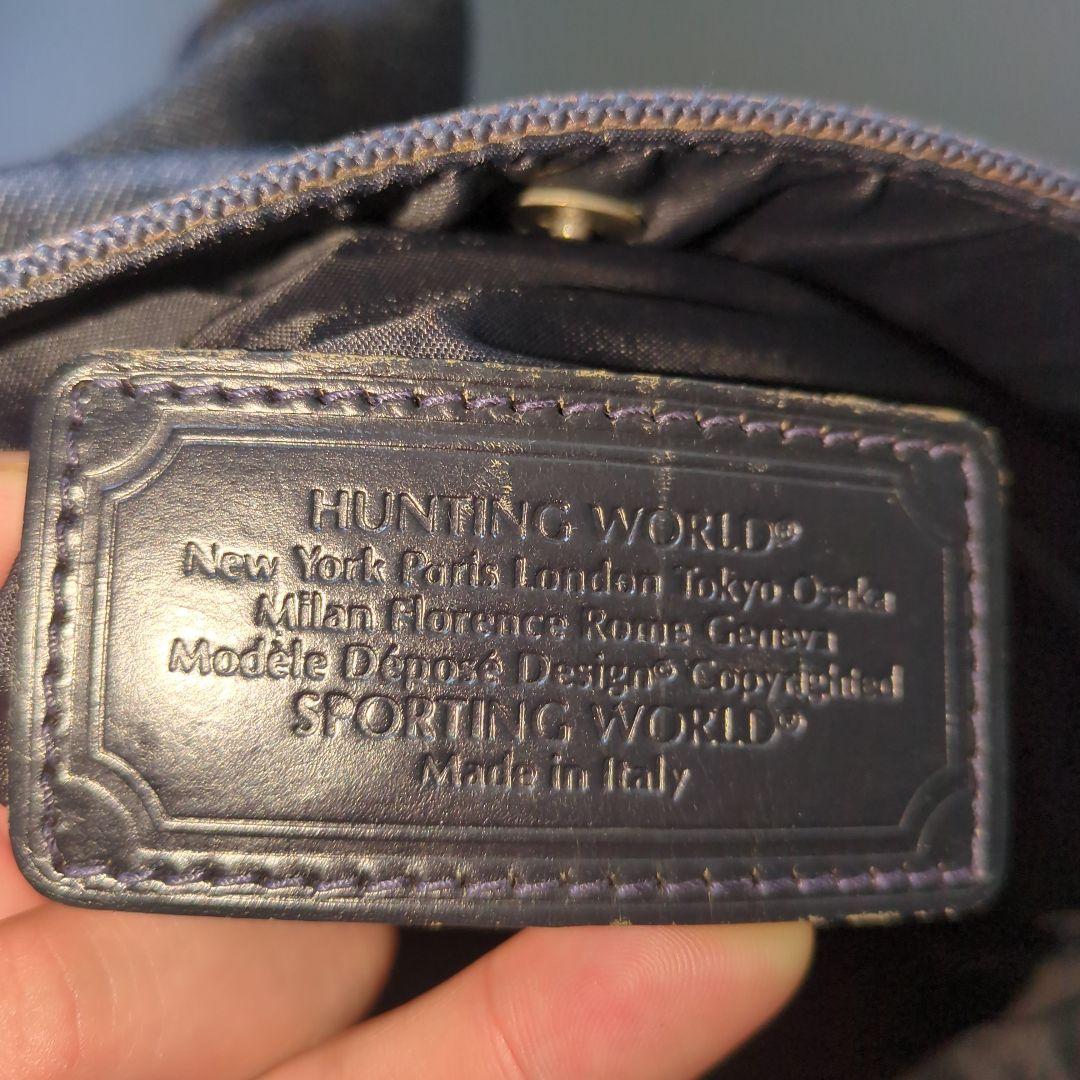 HUNTING WORLD®
New York Paris London Tokyo Osaka
Milan Florence Rome Geneva
Modèle Déposé Design® Copyrighted
SPORTING WORLD®
Made in Italy